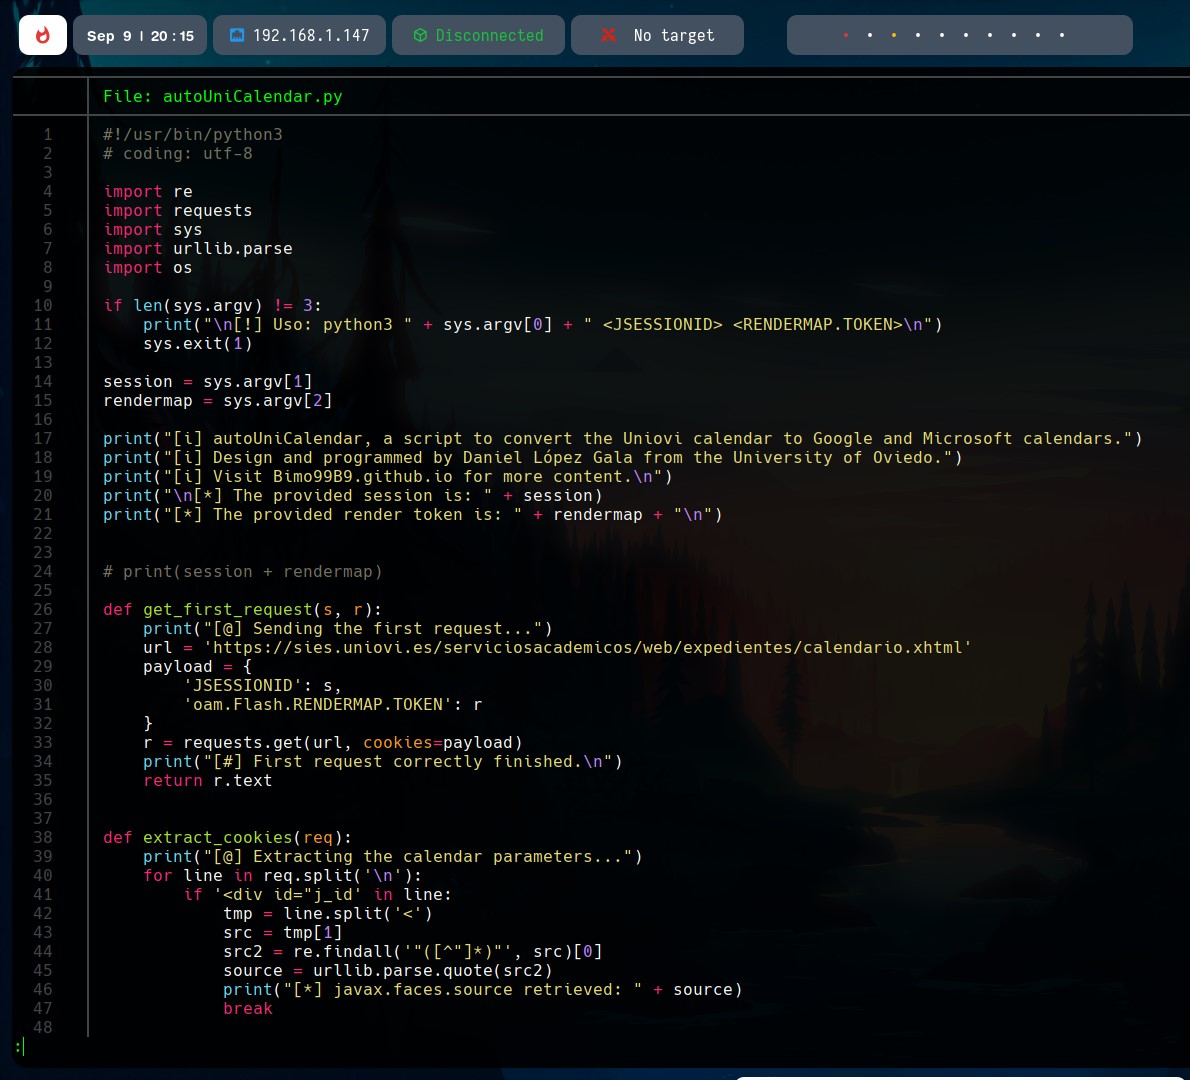 Sep 9 | 20:15 192.168.1.147 Disconnected No target
File: autoUniCalendar.py
1 #!/usr/bin/python3
2 # coding: utf-8
3
4 import re
5 import requests
6 import sys
7 import urllib.parse
8 import os
9
10 if len(sys.argv) != 3:
11     print("\n[!] Uso: python3 " + sys.argv[0] + " <JSESSIONID> <RENDERMAP.TOKEN>\n")
12     sys.exit(1)
13
14 session = sys.argv[1]
15 rendermap = sys.argv[2]
16
17 print("[i] autoUniCalendar, a script to convert the Uniovi calendar to Google and Microsoft calendars.")
18 print("[i] Design and programmed by Daniel López Gala from the University of Oviedo.")
19 print("[i] Visit Bimo99B9.github.io for more content.\n")
20 print("\n[*] The provided session is: " + session)
21 print("[*] The provided render token is: " + rendermap + "\n")
22
23
24 # print(session + rendermap)
25
26 def get_first_request(s, r):
27     print("[@] Sending the first request...")
28     url = 'https://sies.uniovi.es/serviciosacademicos/web/expedientes/calendario.xhtml'
29     payload = {
30         'JSESSIONID': s,
31         'oam.Flash.RENDERMAP.TOKEN': r
32     }
33     r = requests.get(url, cookies=payload)
34     print("[#] First request correctly finished.\n")
35     return r.text
36
37
38 def extract_cookies(req):
39     print("[@] Extracting the calendar parameters...")
40     for line in req.split('\n'):
41         if '<div id="j_id' in line:
42             tmp = line.split('<')
43             src = tmp[1]
44             src2 = re.findall('"([^"]*)"', src)[0]
45             source = urllib.parse.quote(src2)
46             print("[*] javax.faces.source retrieved: " + source)
47             break
48
: